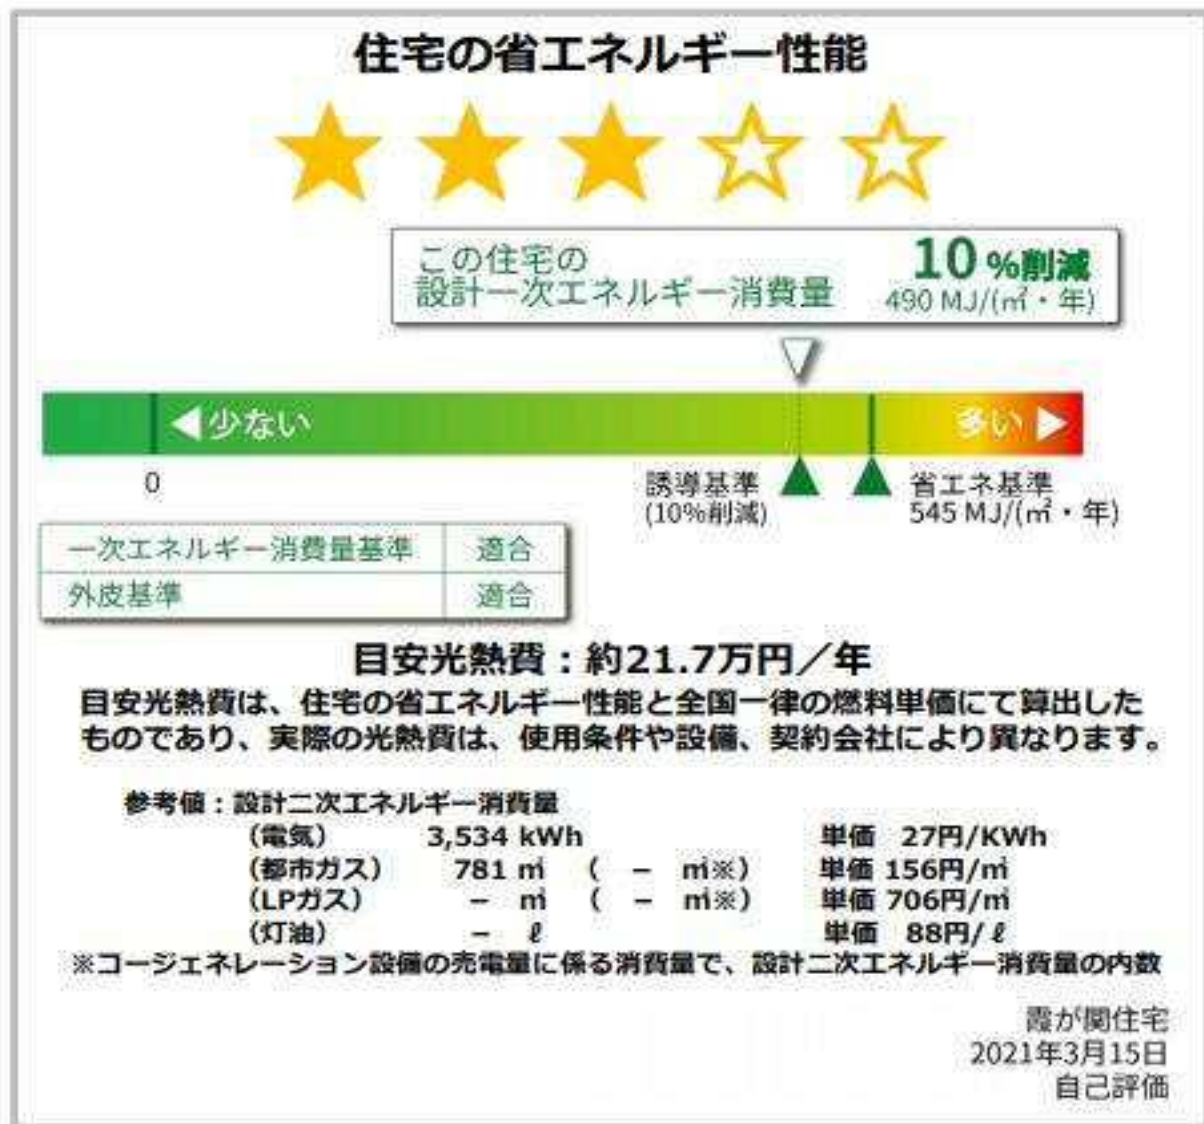 住宅の省エネルギー性能
この住宅の
設計一次エネルギー消費量
10%削減
490 MJ/(㎡・年)
◀少ない
多い▶
0
誘導基準
(10%削減)
省エネ基準
545 MJ/(㎡・年)
一次エネルギー消費量基準 適合
外皮基準 適合
目安光熱費：約21.7万円／年
目安光熱費は、住宅の省エネルギー性能と全国一律の燃料単価にて算出した
ものであり、実際の光熱費は、使用条件や設備、契約会社により異なります。
参考値：設計二次エネルギー消費量
(電気) 3,534 kWh 単価 27円/KWh
(都市ガス) 781 ㎥ ( − ㎥※) 単価 156円/㎥
(LPガス) − ㎥ ( − ㎥※) 単価 706円/㎥
(灯油) − ℓ 単価 88円/ℓ
※コージェネレーション設備の売電量に係る消費量で、設計二次エネルギー消費量の内数
霞が関住宅
2021年3月15日
自己評価